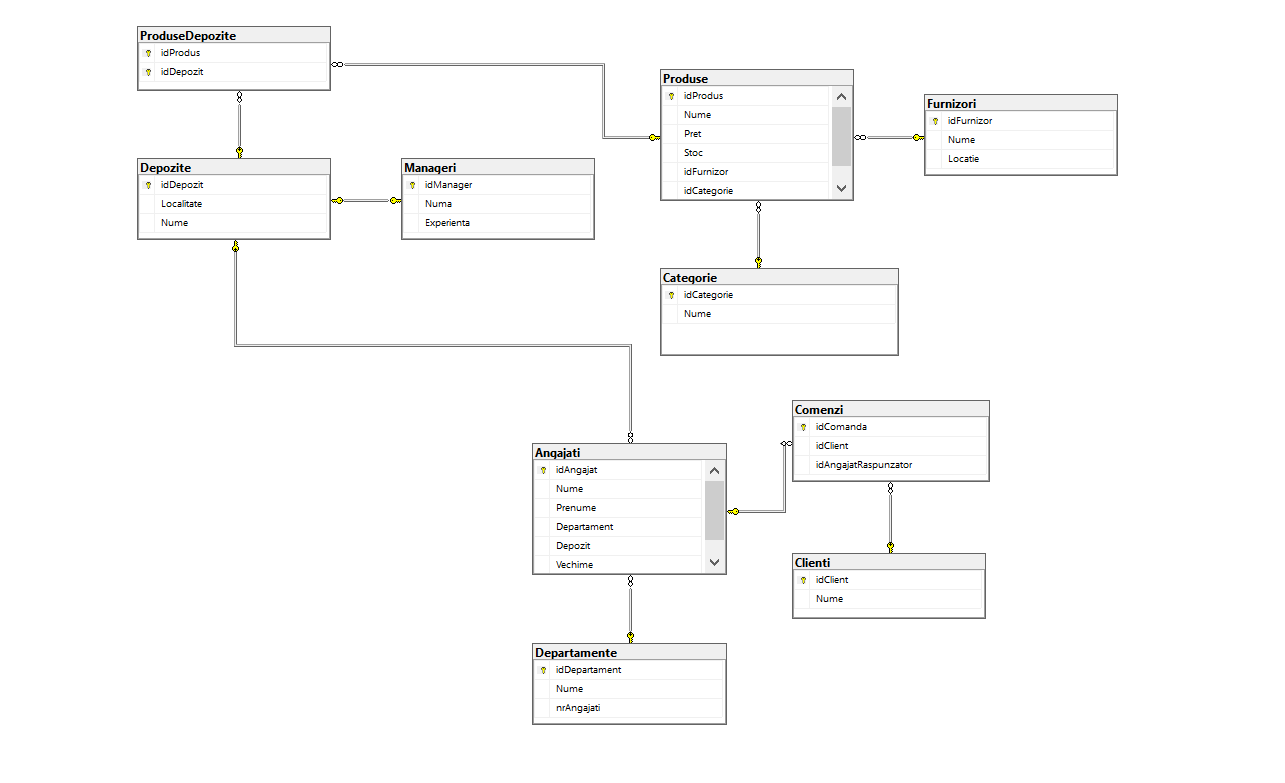 ProduseDepozite
idProdus
idDepozit
Produse
idProdus
Nume
Pret
Stoc
idFurnizor
idCategorie
Furnizori
idFurnizor
Nume
Locatie
Depozite
idDepozit
Localitate
Nume
Manageri
idManager
Numa
Experienta
Categorie
idCategorie
Nume
Comenzi
idComanda
idClient
idAngajatRaspunzator
Angajati
idAngajat
Nume
Prenume
Departament
Depozit
Vechime
Clienti
idClient
Nume
Departamente
idDepartament
Nume
nrAngajati